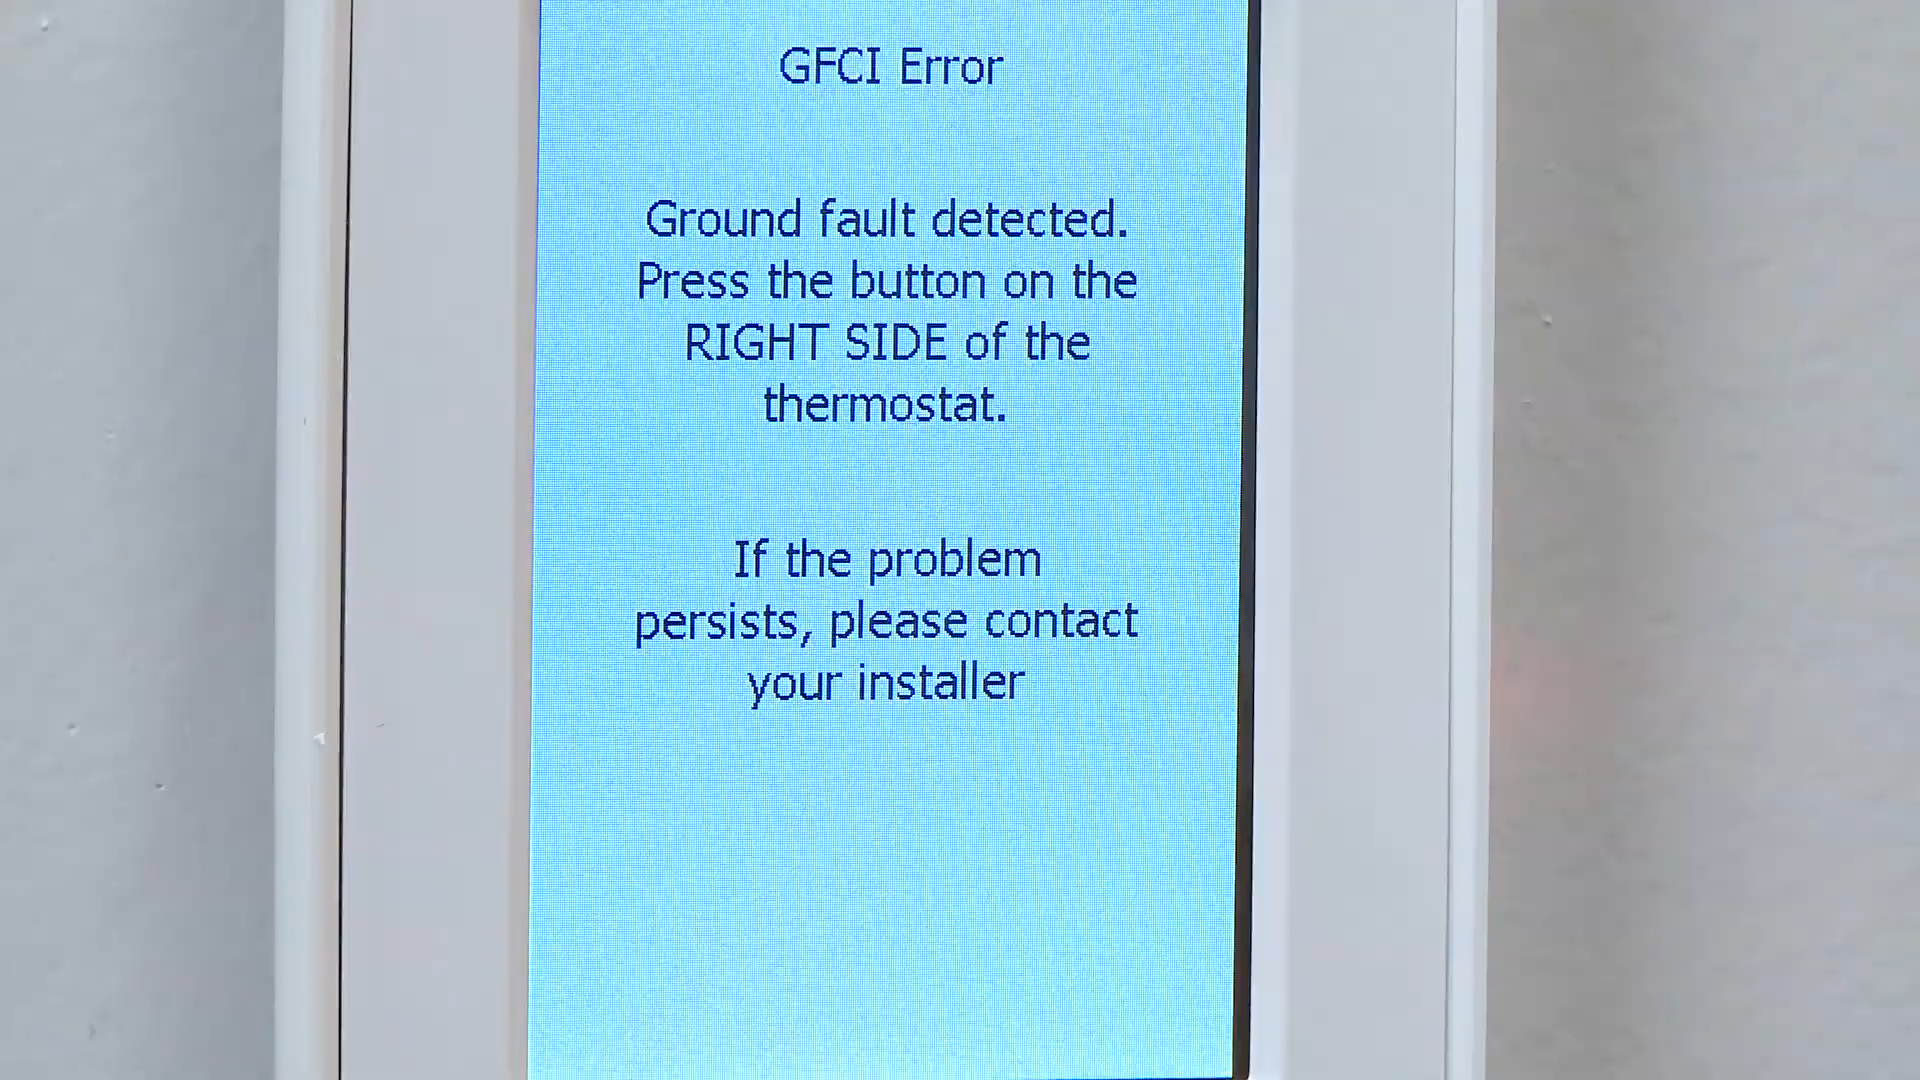 GFCI Error
Ground fault detected.
Press the button on the
RIGHT SIDE of the
thermostat.
If the problem
persists, please contact
your installer